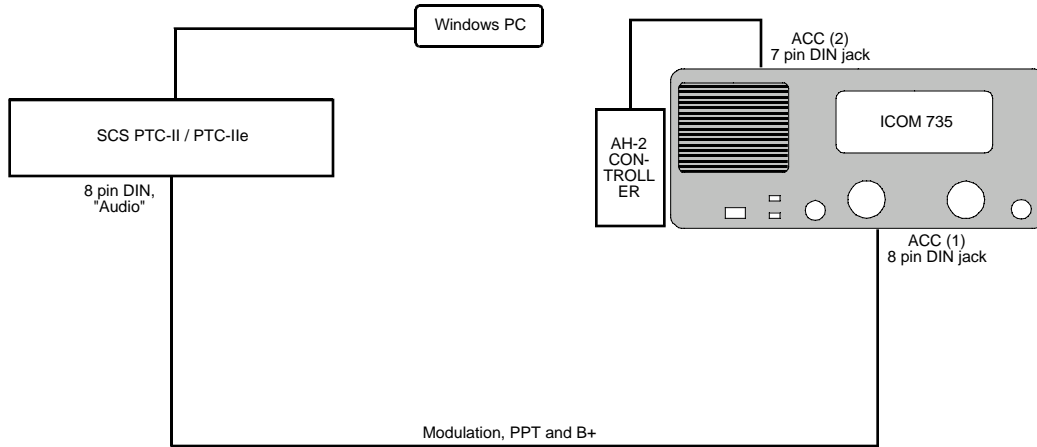 Windows PC
ACC (2)
7 pin DIN jack
SCS PTC-II / PTC-IIe
ICOM 735
AH-2
CON-
TROLL
ER
8 pin DIN,
"Audio"
ACC (1)
8 pin DIN jack
Modulation, PPT and B+